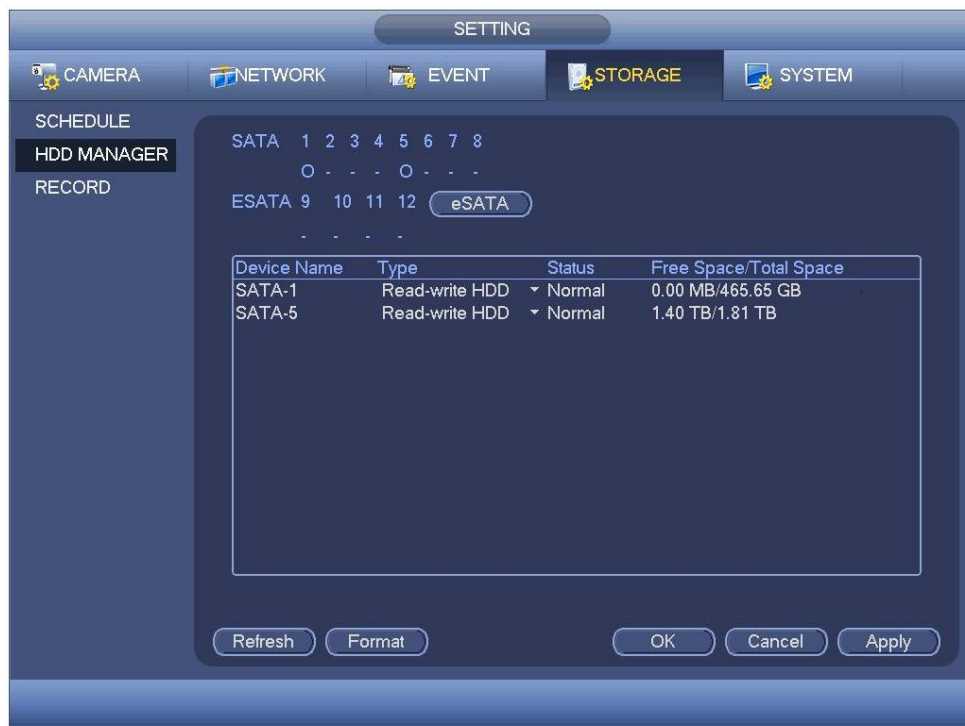 SETTING
CAMERA NETWORK EVENT STORAGE SYSTEM
SCHEDULE
HDD MANAGER
RECORD
SATA 1 2 3 4 5 6 7 8
O - - - O - - -
ESATA 9 10 11 12 eSATA
- - - -
Device Name Type Status Free Space/Total Space
SATA-1 Read-write HDD Normal 0.00 MB/465.65 GB
SATA-5 Read-write HDD Normal 1.40 TB/1.81 TB
Refresh Format OK Cancel Apply